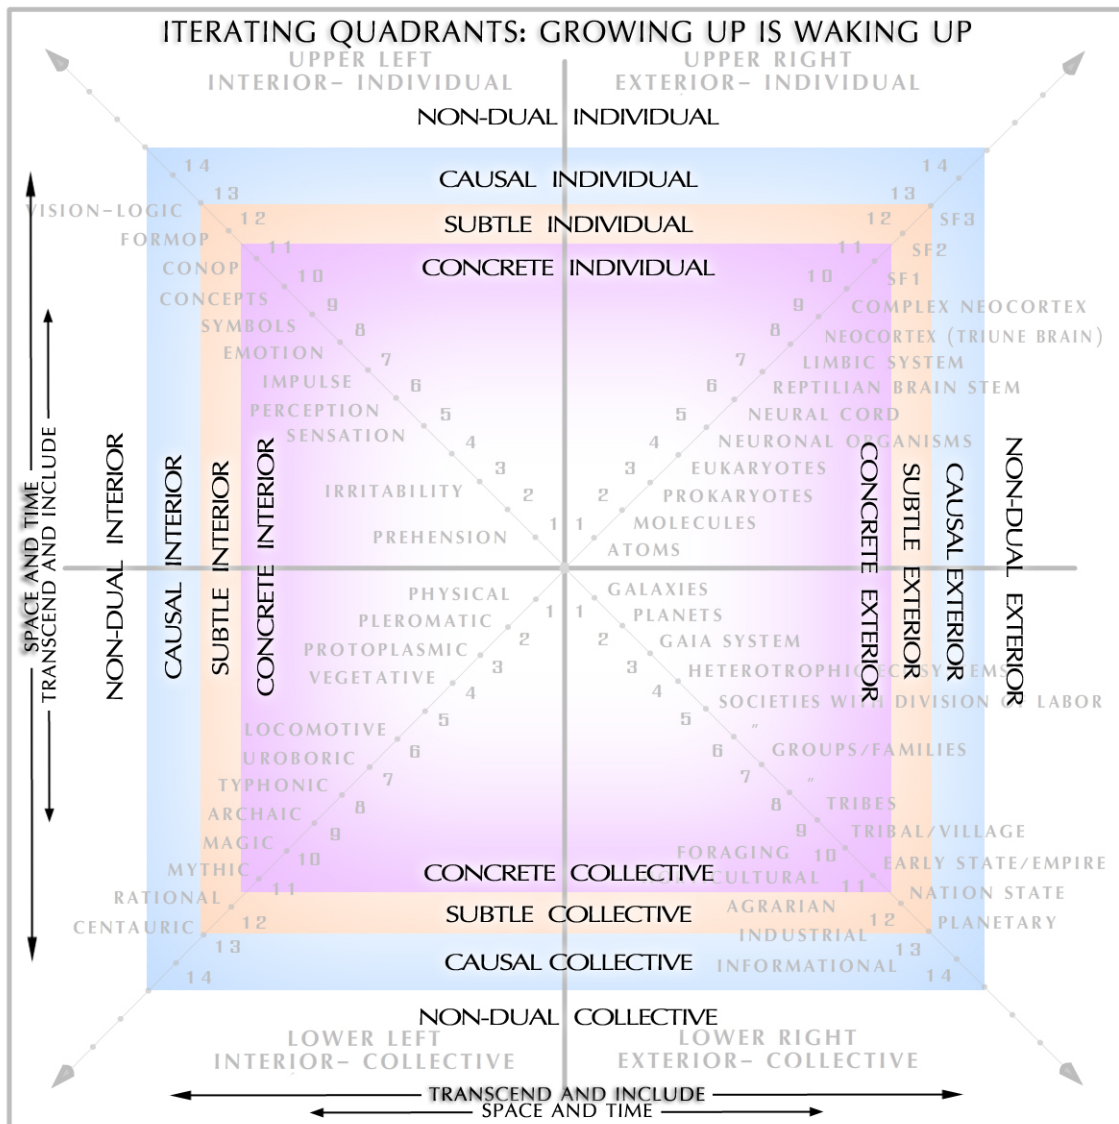 ITERATING QUADRANTS: GROWING UP IS WAKING UP
UPPER LEFT
INTERIOR- INDIVIDUAL
UPPER RIGHT
EXTERIOR- INDIVIDUAL
NON-DUAL INDIVIDUAL
CAUSAL INDIVIDUAL
SUBTLE INDIVIDUAL
CONCRETE INDIVIDUAL
14
13
VISION-LOGIC
12
FORMOP
11
CONOP
10
CONCEPTS
9
SYMBOLS
8
EMOTION
7
IMPULSE
6
PERCEPTION
5
SENSATION
4
3
IRRITABILITY
2
PREHENSION
1
14
13
SF3
12
SF2
11
SF1
10
COMPLEX NEOCORTEX
9
NEOCORTEX (TRIUNE BRAIN)
8
LIMBIC SYSTEM
7
REPTILIAN BRAIN STEM
6
NEURAL CORD
5
NEURONAL ORGANISMS
4
EUKARYOTES
3
PROKARYOTES
2
MOLECULES
1
ATOMS
SPACE AND TIME
TRANSCEND AND INCLUDE
NON-DUAL INTERIOR
CAUSAL INTERIOR
SUBTLE INTERIOR
CONCRETE INTERIOR
CONCRETE EXTERIOR
SUBTLE EXTERIOR
CAUSAL EXTERIOR
NON-DUAL EXTERIOR
PHYSICAL
1
PLEROMATIC
2
PROTOPLASMIC
3
VEGETATIVE
4
5
LOCOMOTIVE
6
UROBORIC
7
TYPHONIC
8
ARCHAIC
9
MAGIC
10
MYTHIC
11
RATIONAL
12
CENTAURIC
13
14
GALAXIES
1
PLANETS
2
GAIA SYSTEM
3
HETEROTROPHIC ECOSYSTEMS
4
SOCIETIES WITH DIVISION OF LABOR
5
"
6
GROUPS/FAMILIES
7
"
8
TRIBES
9
TRIBAL/VILLAGE
FORAGING
10
EARLY STATE/EMPIRE
11
NATION STATE
AGRARIAN
12
PLANETARY
INDUSTRIAL
13
INFORMATIONAL
14
CONCRETE COLLECTIVE
SUBTLE COLLECTIVE
CAUSAL COLLECTIVE
NON-DUAL COLLECTIVE
LOWER LEFT
INTERIOR- COLLECTIVE
LOWER RIGHT
EXTERIOR- COLLECTIVE
TRANSCEND AND INCLUDE
SPACE AND TIME